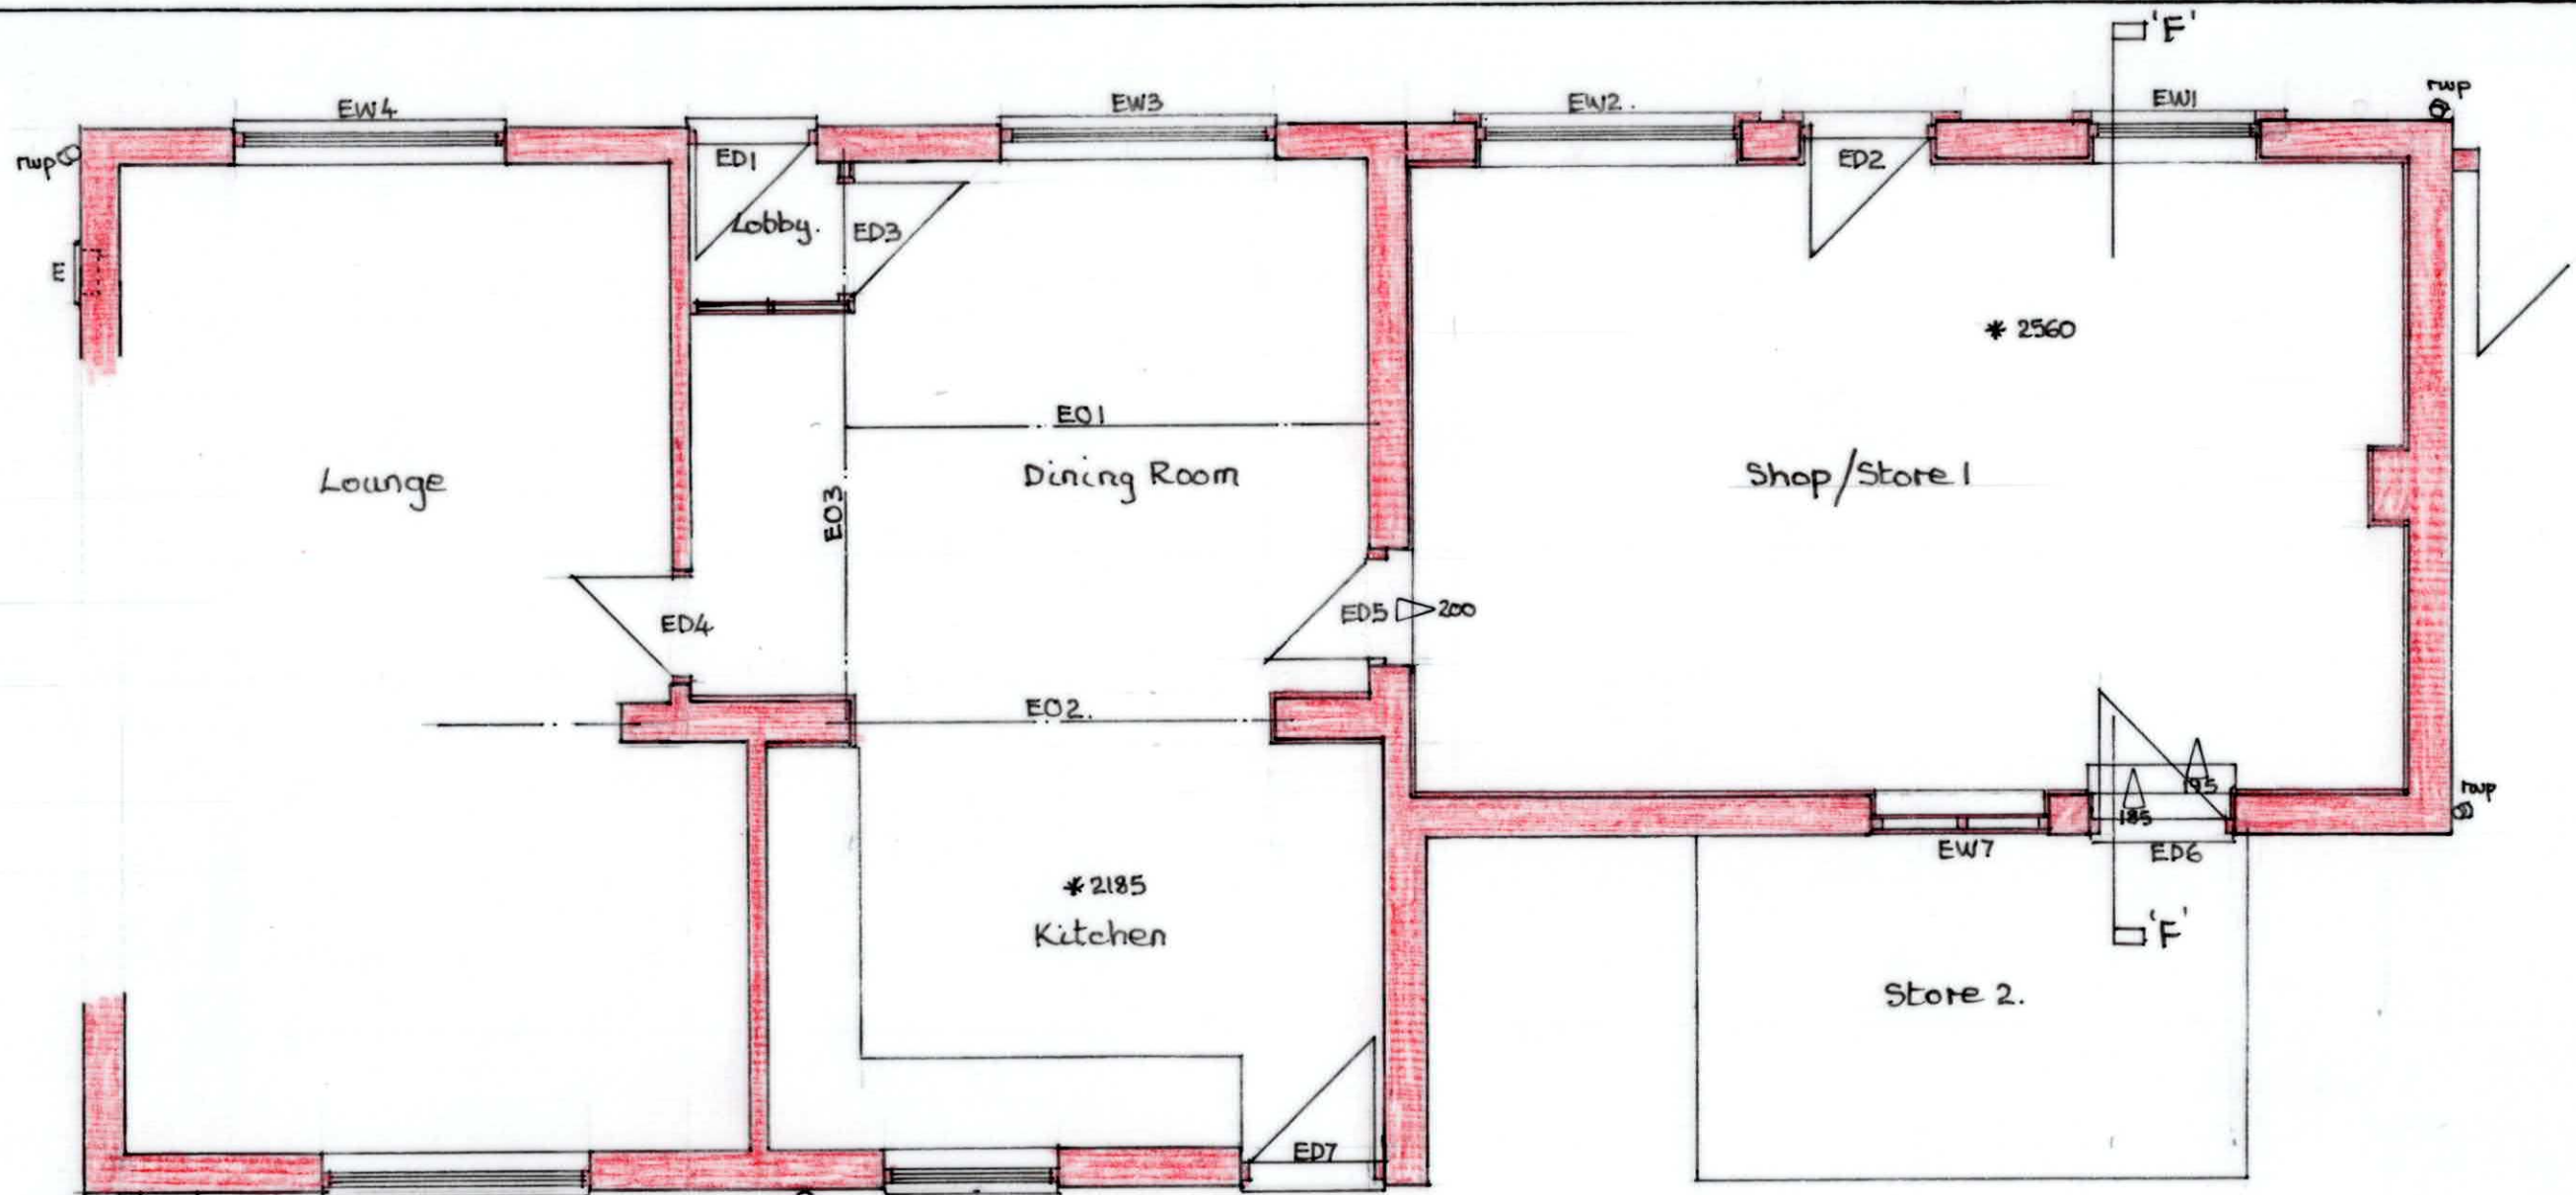 'F'
EW4
EW3
EW2.
EW1
rwp
rwp
ED1
ED2
Lobby.
ED3
E
* 2560
EO1
Lounge
Dining Room
Shop/Store 1
EO3
ED4
ED5
200
EO2.
195
185
rwp
EW7
ED6
* 2185
Kitchen
'F'
Store 2.
ED7